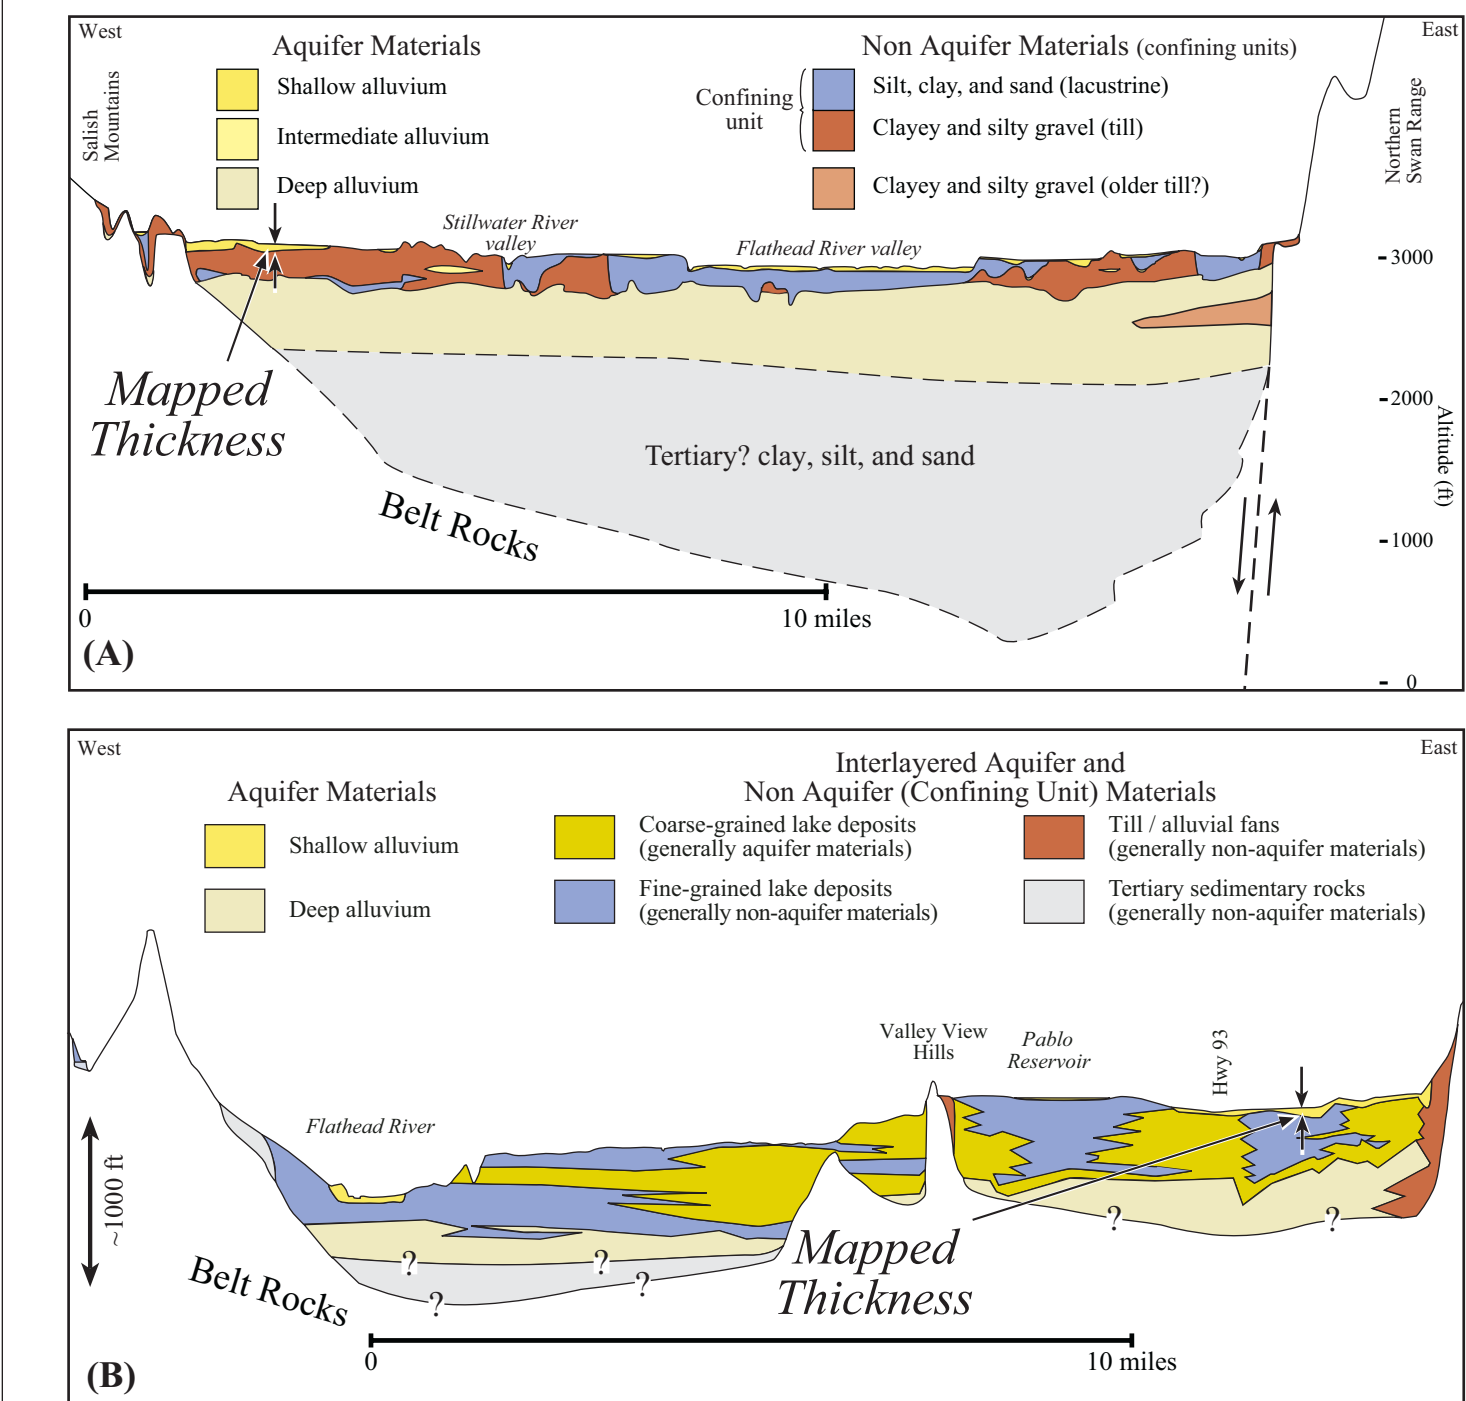 West
East
Aquifer Materials
Shallow alluvium
Intermediate alluvium
Deep alluvium
Non Aquifer Materials (confining units)
Confining
unit
Silt, clay, and sand (lacustrine)
Clayey and silty gravel (till)
Clayey and silty gravel (older till?)
Salish
Mountains
Northern
Swan Range
Stillwater River
valley
Flathead River valley
3000
2000
1000
0
Altitude (ft)
Mapped
Thickness
Tertiary? clay, silt, and sand
Belt Rocks
0
10 miles
(A)
West
East
Aquifer Materials
Shallow alluvium
Deep alluvium
Interlayered Aquifer and
Non Aquifer (Confining Unit) Materials
Coarse-grained lake deposits
(generally aquifer materials)
Fine-grained lake deposits
(generally non-aquifer materials)
Till / alluvial fans
(generally non-aquifer materials)
Tertiary sedimentary rocks
(generally non-aquifer materials)
Valley View
Hills
Pablo
Reservoir
Hwy 93
Flathead River
~1000 ft
?
?
?
?
?
?
Mapped
Thickness
Belt Rocks
0
10 miles
(B)